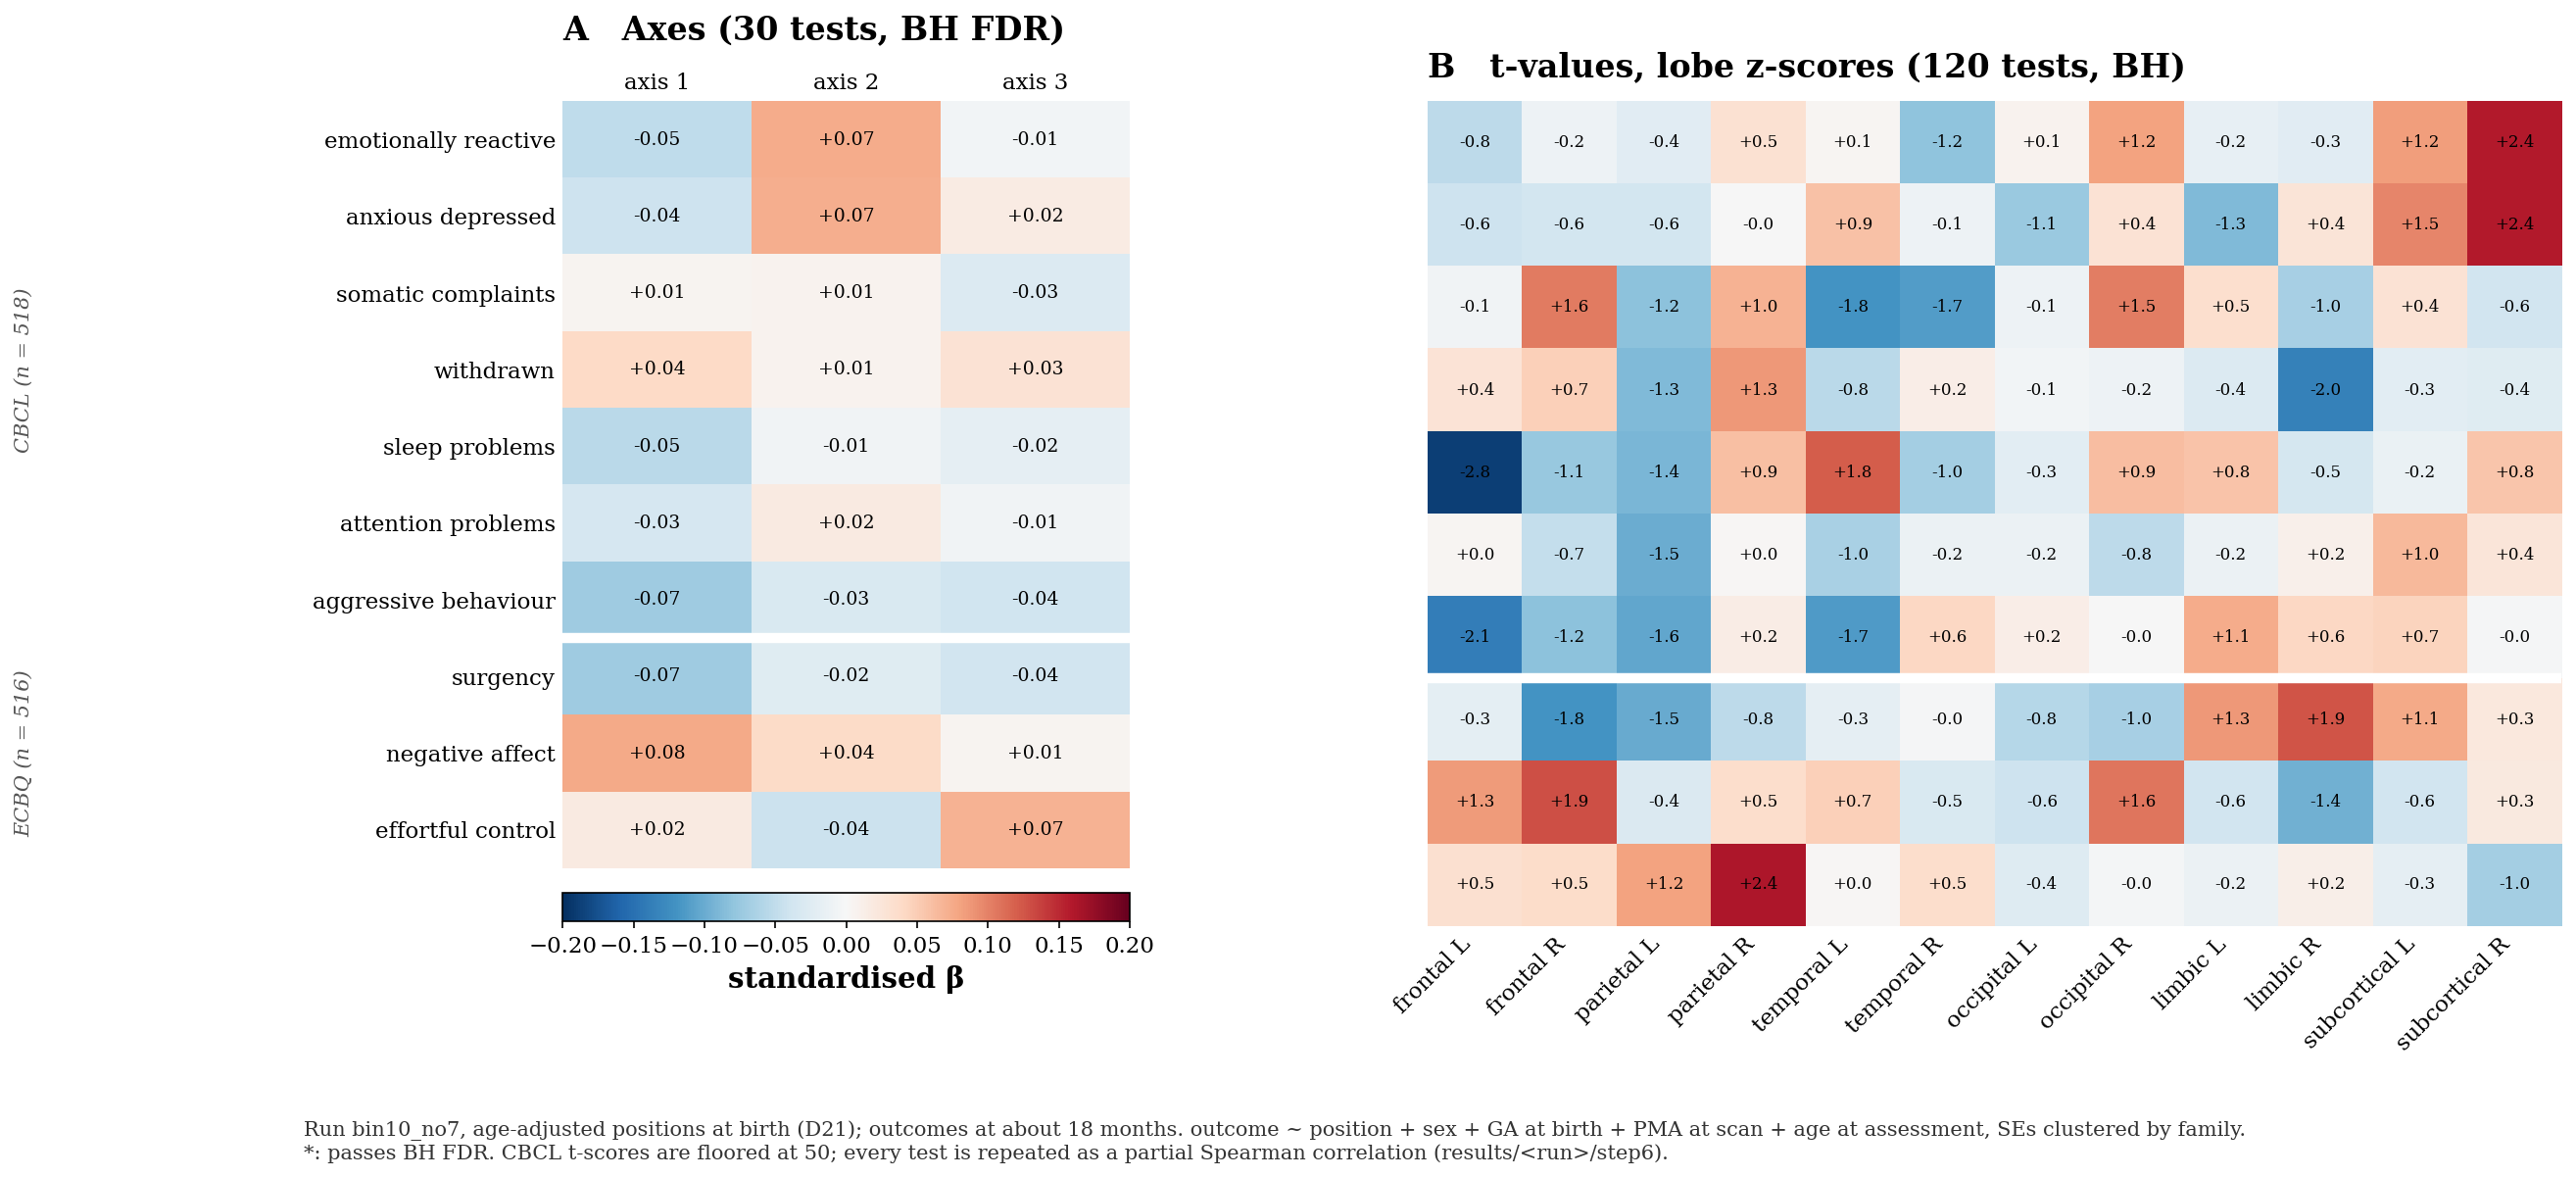 A   Axes (30 tests, BH FDR)
axis 1 axis 2 axis 3
CBCL (n = 518)
emotionally reactive -0.05 +0.07 -0.01
anxious depressed -0.04 +0.07 +0.02
somatic complaints +0.01 +0.01 -0.03
withdrawn +0.04 +0.01 +0.03
sleep problems -0.05 -0.01 -0.02
attention problems -0.03 +0.02 -0.01
aggressive behaviour -0.07 -0.03 -0.04
ECBQ (n = 516)
surgency -0.07 -0.02 -0.04
negative affect +0.08 +0.04 +0.01
effortful control +0.02 -0.04 +0.07
−0.20 −0.15 −0.10 −0.05 0.00 0.05 0.10 0.15 0.20
standardised β
B   t-values, lobe z-scores (120 tests, BH)
-0.8 -0.2 -0.4 +0.5 +0.1 -1.2 +0.1 +1.2 -0.2 -0.3 +1.2 +2.4
-0.6 -0.6 -0.6 -0.0 +0.9 -0.1 -1.1 +0.4 -1.3 +0.4 +1.5 +2.4
-0.1 +1.6 -1.2 +1.0 -1.8 -1.7 -0.1 +1.5 +0.5 -1.0 +0.4 -0.6
+0.4 +0.7 -1.3 +1.3 -0.8 +0.2 -0.1 -0.2 -0.4 -2.0 -0.3 -0.4
-2.8 -1.1 -1.4 +0.9 +1.8 -1.0 -0.3 +0.9 +0.8 -0.5 -0.2 +0.8
+0.0 -0.7 -1.5 +0.0 -1.0 -0.2 -0.2 -0.8 -0.2 +0.2 +1.0 +0.4
-2.1 -1.2 -1.6 +0.2 -1.7 +0.6 +0.2 -0.0 +1.1 +0.6 +0.7 -0.0
-0.3 -1.8 -1.5 -0.8 -0.3 -0.0 -0.8 -1.0 +1.3 +1.9 +1.1 +0.3
+1.3 +1.9 -0.4 +0.5 +0.7 -0.5 -0.6 +1.6 -0.6 -1.4 -0.6 +0.3
+0.5 +0.5 +1.2 +2.4 +0.0 +0.5 -0.4 -0.0 -0.2 +0.2 -0.3 -1.0
frontal L frontal R parietal L parietal R temporal L temporal R occipital L occipital R limbic L limbic R subcortical L subcortical R
Run bin10_no7, age-adjusted positions at birth (D21); outcomes at about 18 months. outcome ~ position + sex + GA at birth + PMA at scan + age at assessment, SEs clustered by family.
*: passes BH FDR. CBCL t-scores are floored at 50; every test is repeated as a partial Spearman correlation (results/<run>/step6).